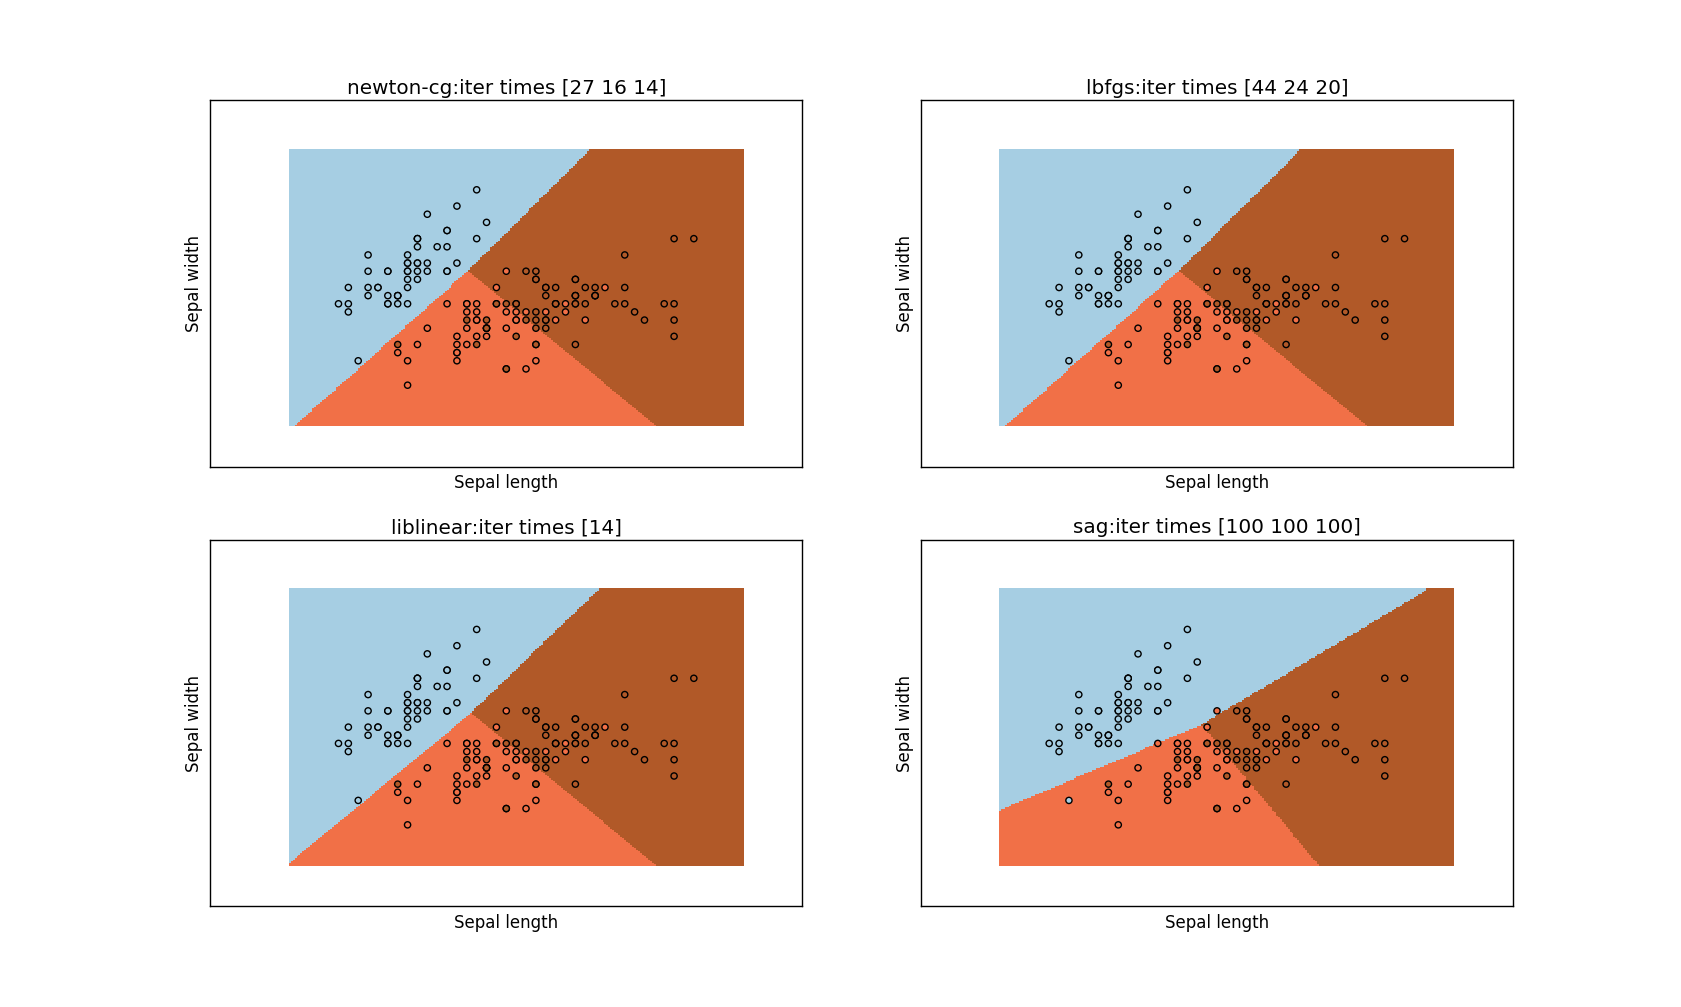 newton-cg:iter times [27 16 14]
Sepal width
Sepal length
lbfgs:iter times [44 24 20]
Sepal width
Sepal length
liblinear:iter times [14]
Sepal width
Sepal length
sag:iter times [100 100 100]
Sepal width
Sepal length